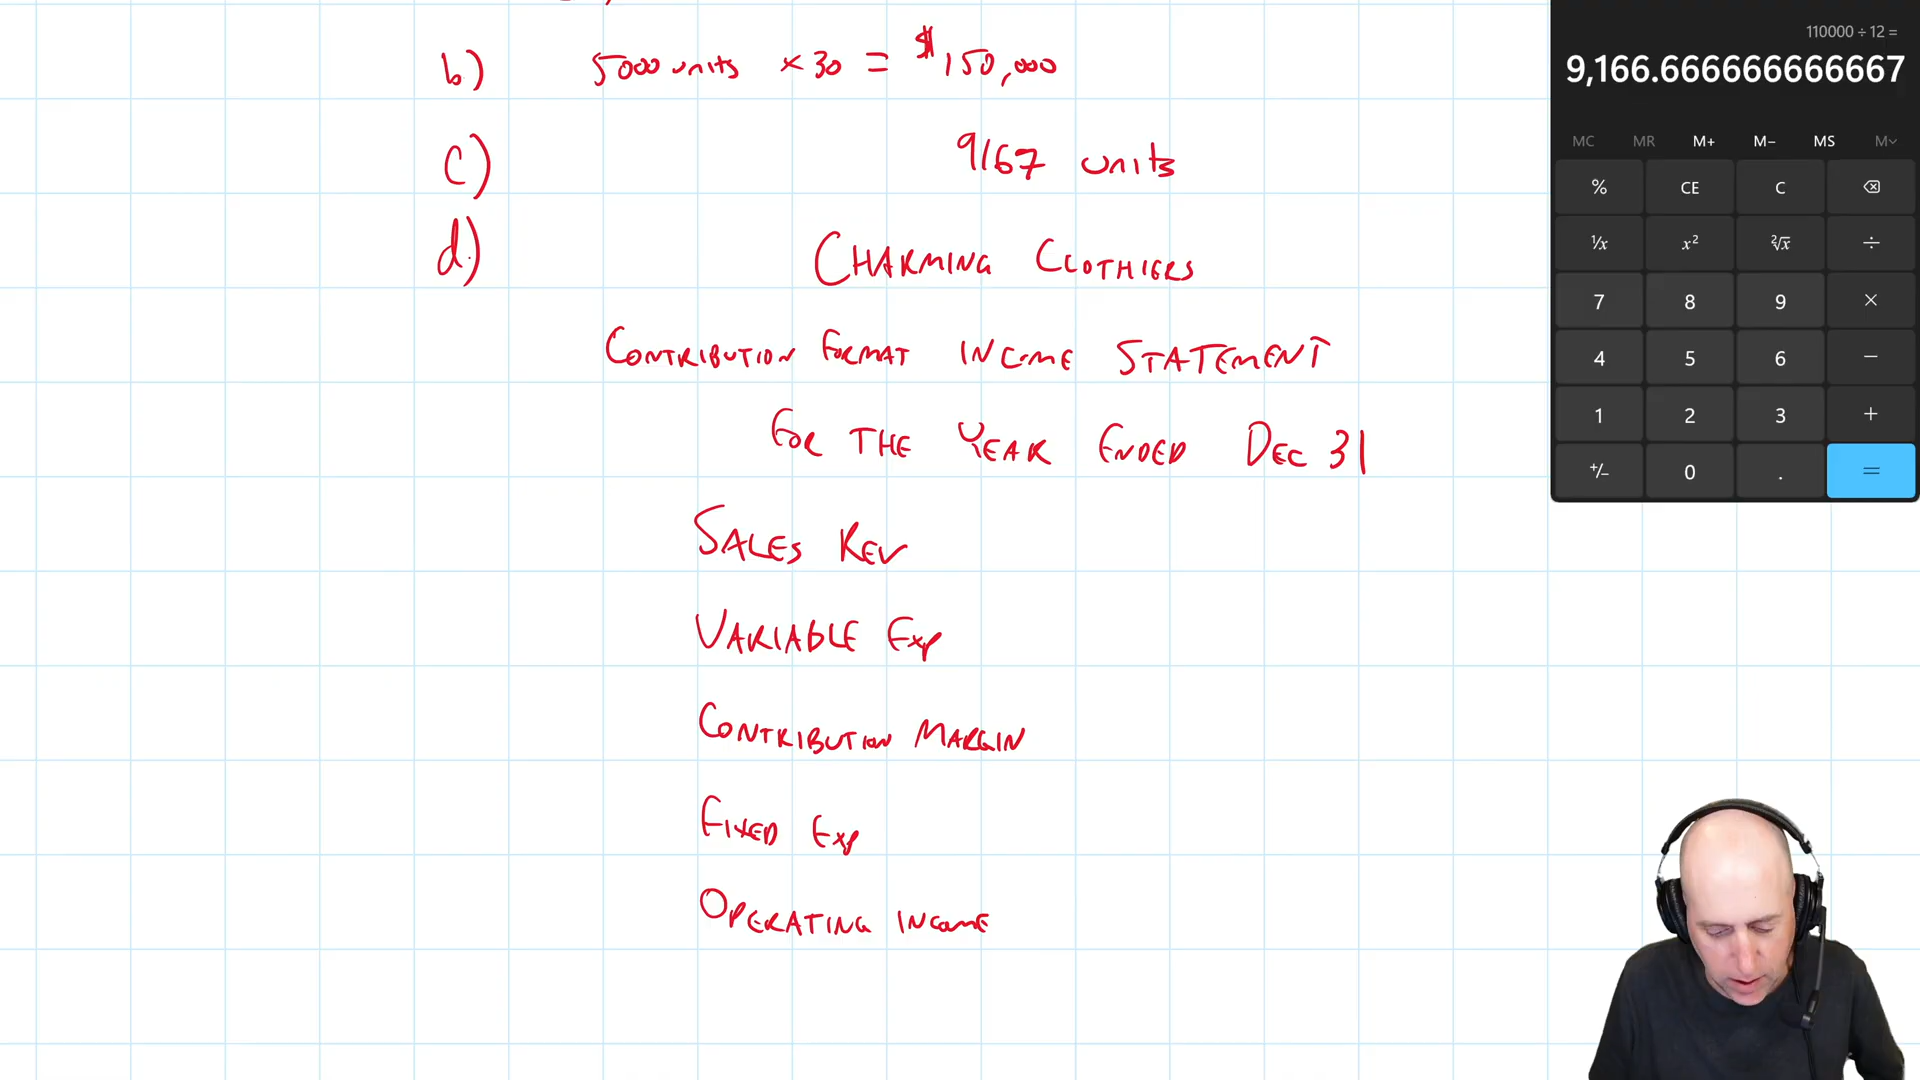 110000 ÷ 12 =
9,166.666666666667
MC MR M+ M− MS M˅
% CE C ⌫
¹/x x² ²√x ÷
7 8 9 ×
4 5 6 −
1 2 3 +
+/− 0 . =
b) 5000 units × 30 = $150,000
c) 9167 units
d) CHARMING CLOTHIERS
CONTRIBUTION FORMAT INCOME STATEMENT
FOR THE YEAR ENDED DEC 31
SALES REV
VARIABLE EXP
CONTRIBUTION MARGIN
FIXED EXP
OPERATING INCOME